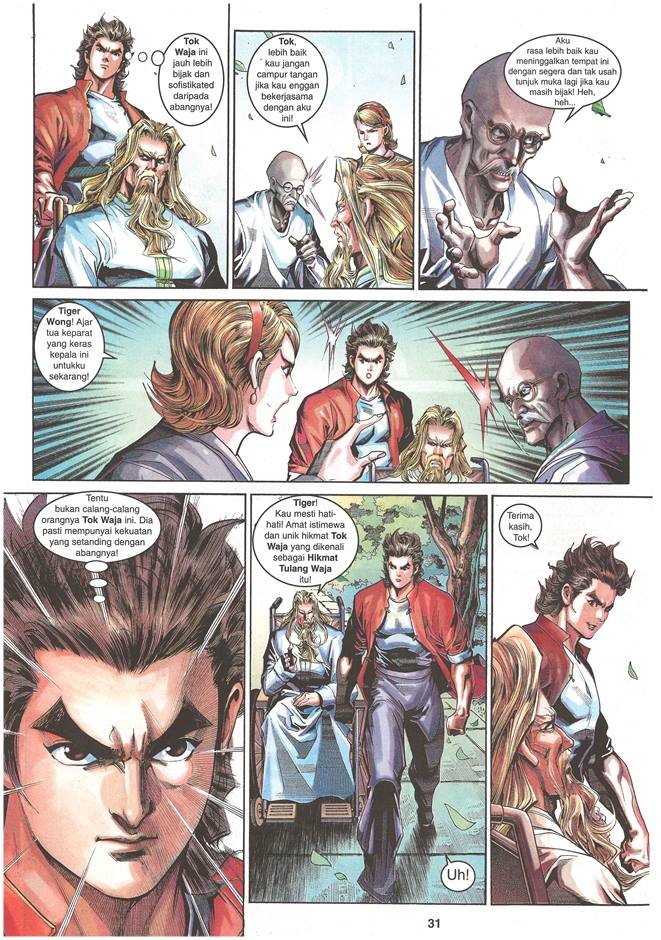 Tok
Waja ini
jauh lebih
bijak dan
sofistikated
daripada
abangnya!
Tok,
lebih baik
kau jangan
campur tangan
jika kau enggan
bekerjasama
dengan aku
ini!
Aku
rasa lebih baik kau
meninggalkan tempat ini
dengan segera dan tak usah
tunjuk muka lagi jika kau
masih bijak! Heh,
heh...
Tiger
Wong! Ajar
tua keparat
yang keras
kepala ini
untukku
sekarang!
Tentu
bukan calang-calang
orangnya Tok Waja ini. Dia
pasti mempunyai kekuatan
yang setanding dengan
abangnya!
Tiger!
Kau mesti hati-
hati! Amat istimewa
dan unik hikmat Tok
Waja yang dikenali
sebagai Hikmat
Tulang Waja
itu!
Uh!
Terima
kasih,
Tok!
31